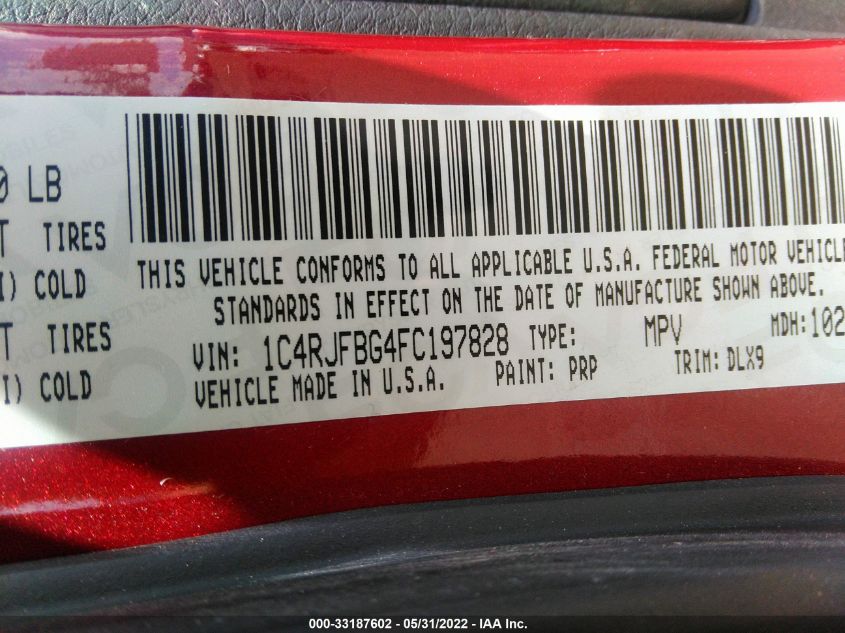 0 LB
T TIRES
I) COLD
T TIRES
I) COLD
THIS VEHICLE CONFORMS TO ALL APPLICABLE U.S.A. FEDERAL MOTOR VEHICLE
STANDARDS IN EFFECT ON THE DATE OF MANUFACTURE SHOWN ABOVE.
VIN: 1C4RJFBG4FC197828 TYPE: MPV MDH: 102
VEHICLE MADE IN U.S.A. PAINT: PRP TRIM: DLX9
000-33187602 - 05/31/2022 - IAA Inc.